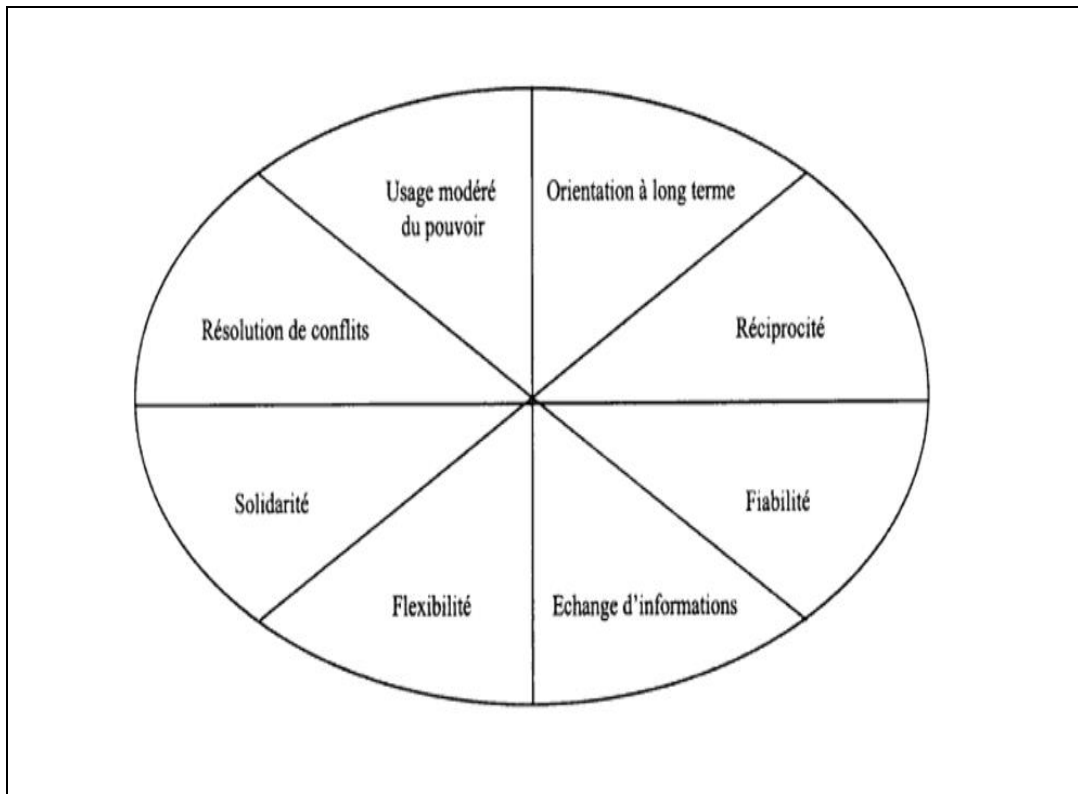 Usage modéré
du pouvoir
Orientation à long terme
Résolution de conflits
Réciprocité
Solidarité
Fiabilité
Flexibilité
Echange d'informations